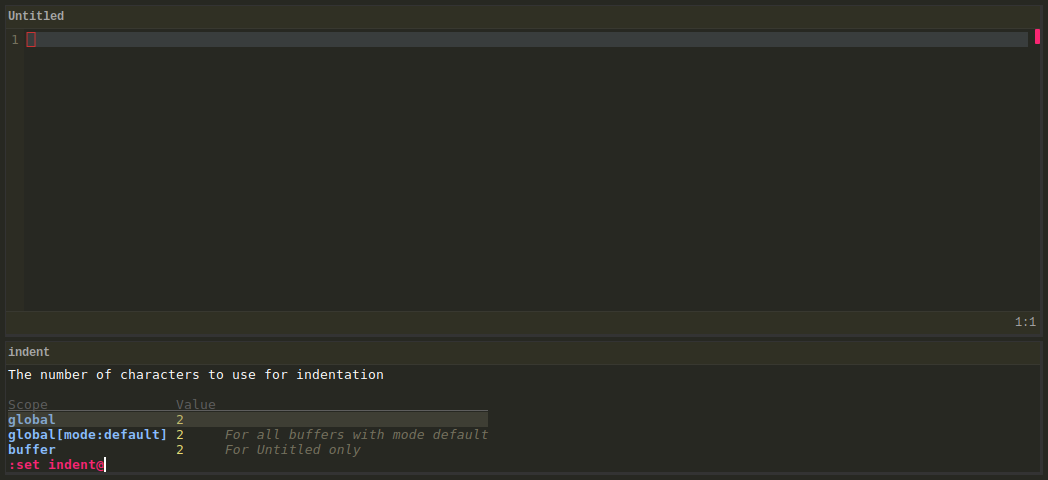 Untitled
1
1:1
indent
The number of characters to use for indentation
Scope Value
global 2
global[mode:default] 2 For all buffers with mode default
buffer 2 For Untitled only
:set indent@